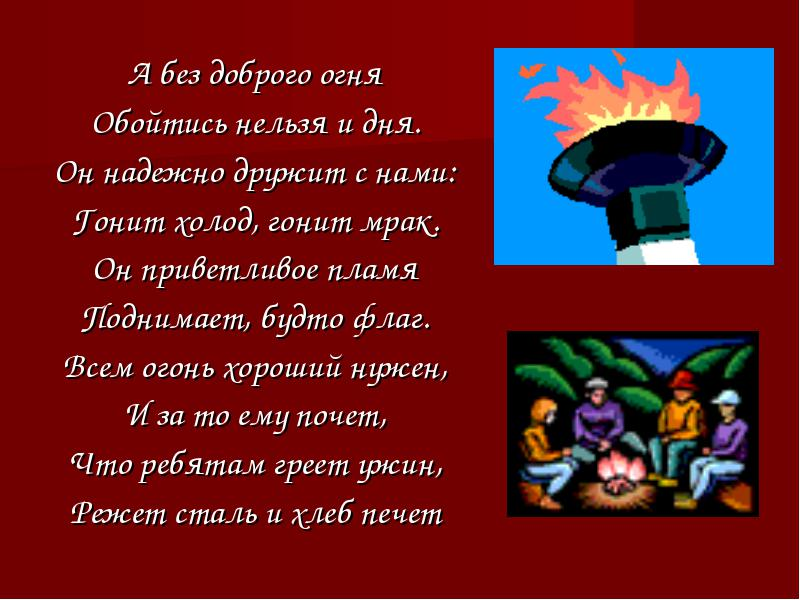 А без доброго огня
Обойтись нельзя и дня.
Он надежно дружит с нами:
Гонит холод, гонит мрак.
Он приветливое пламя
Поднимает, будто флаг.
Всем огонь хороший нужен,
И за то ему почет,
Что ребятам греет ужин,
Режет сталь и хлеб печет